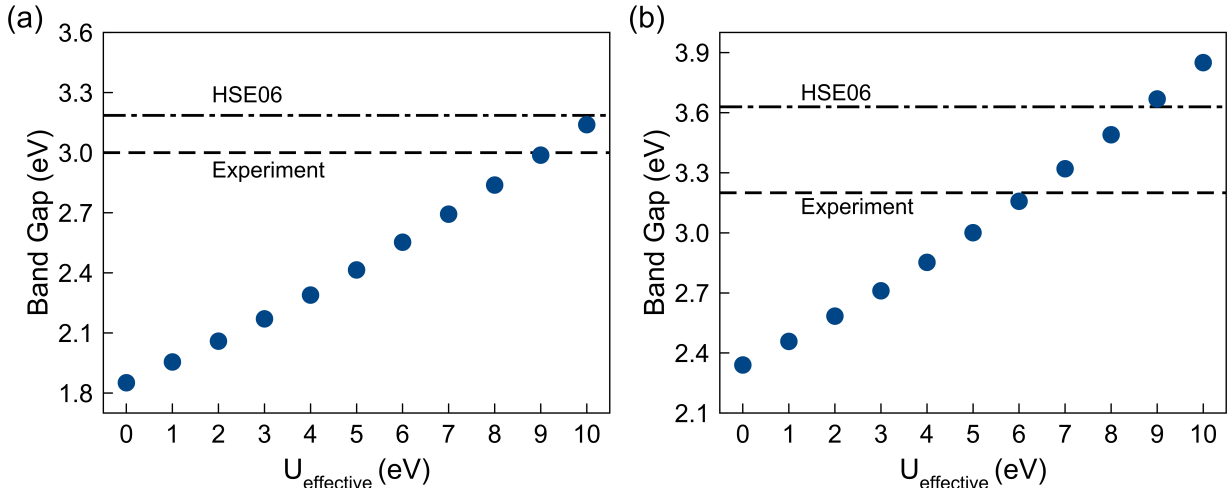 (a)
3.6
3.3
3.0
2.7
2.4
2.1
1.8
Band Gap (eV)
HSE06
Experiment
0 1 2 3 4 5 6 7 8 9 10
U effective (eV)
(b)
3.9
3.6
3.3
3.0
2.7
2.4
2.1
Band Gap (eV)
HSE06
Experiment
0 1 2 3 4 5 6 7 8 9 10
U effective (eV)